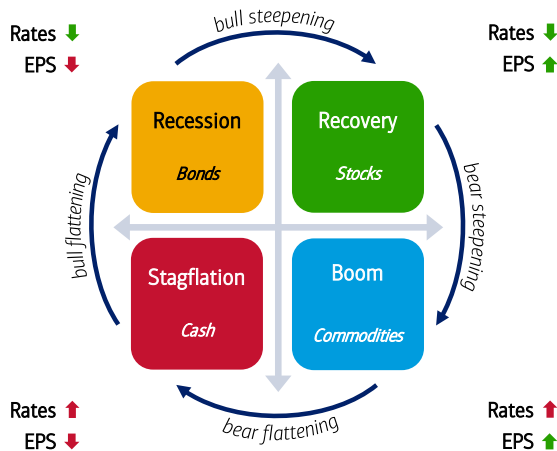 bull steepening
Rates
EPS
Rates
EPS
Recession
Bonds
Recovery
Stocks
bull flattening
bear steepening
Stagflation
Cash
Boom
Commodities
Rates
EPS
bear flattening
Rates
EPS